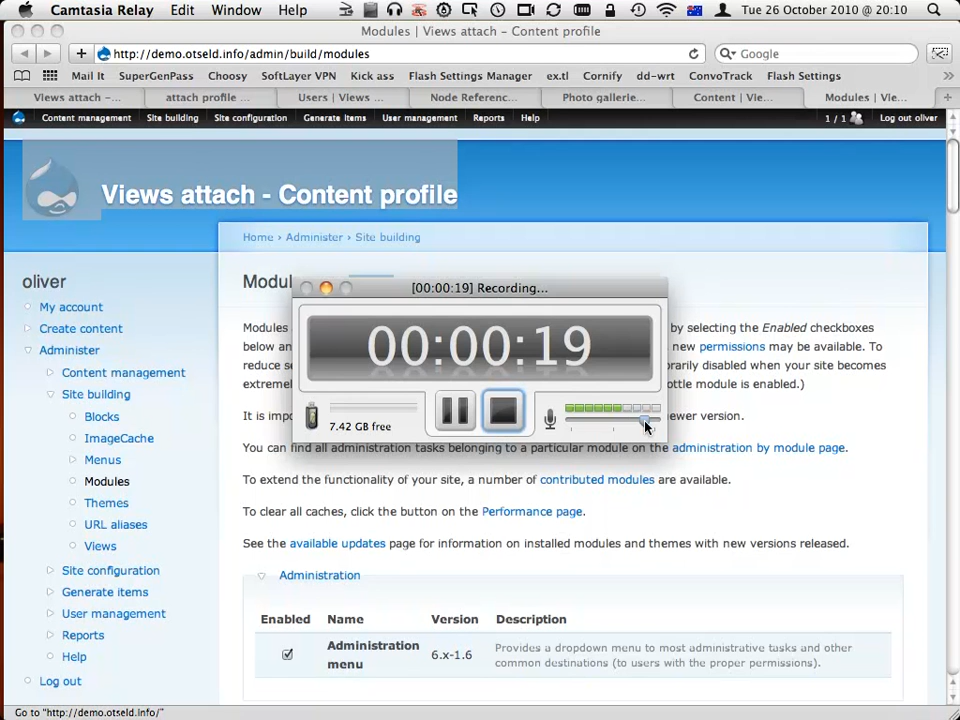 Camtasia Relay Edit Window Help Tue 26 October 2010 20:10
Modules | Views attach - Content profile
http://demo.otseld.info/admin/build/modules
Google
Mail It SuperGenPass Choosy SoftLayer VPN Kick ass Flash Settings Manager ex.tl Cornify dd-wrt ConvoTrack Flash Settings
Views attach –... attach profile ... Users | Views ... Node Referenc... Photo gallerie... Content | Vie... Modules | Vie...
Content management Site building Site configuration Generate items User management Reports Help 1 / 1 Log out oliver
Views attach - Content profile
Home › Administer › Site building
oliver
My account
Create content
Administer
Content management
Site building
Blocks
ImageCache
Menus
Modules
Themes
URL aliases
Views
Site configuration
Generate items
User management
Reports
Help
Log out
Modul
[00:00:19] Recording...
00:00:19
7.42 GB free
Modules by selecting the Enabled checkboxes
below an new permissions may be available. To
reduce se orarily disabled when your site becomes
extremel ottle module is enabled.)
It is impo ewer version.
You can find all administration tasks belonging to a particular module on the administration by module page.
To extend the functionality of your site, a number of contributed modules are available.
To clear all caches, click the button on the Performance page.
See the available updates page for information on installed modules and themes with new versions released.
Administration
Enabled Name Version Description
Administration menu 6.x-1.6 Provides a dropdown menu to most administrative tasks and other
common destinations (to users with the proper permissions).
Go to "http://demo.otseld.info/"